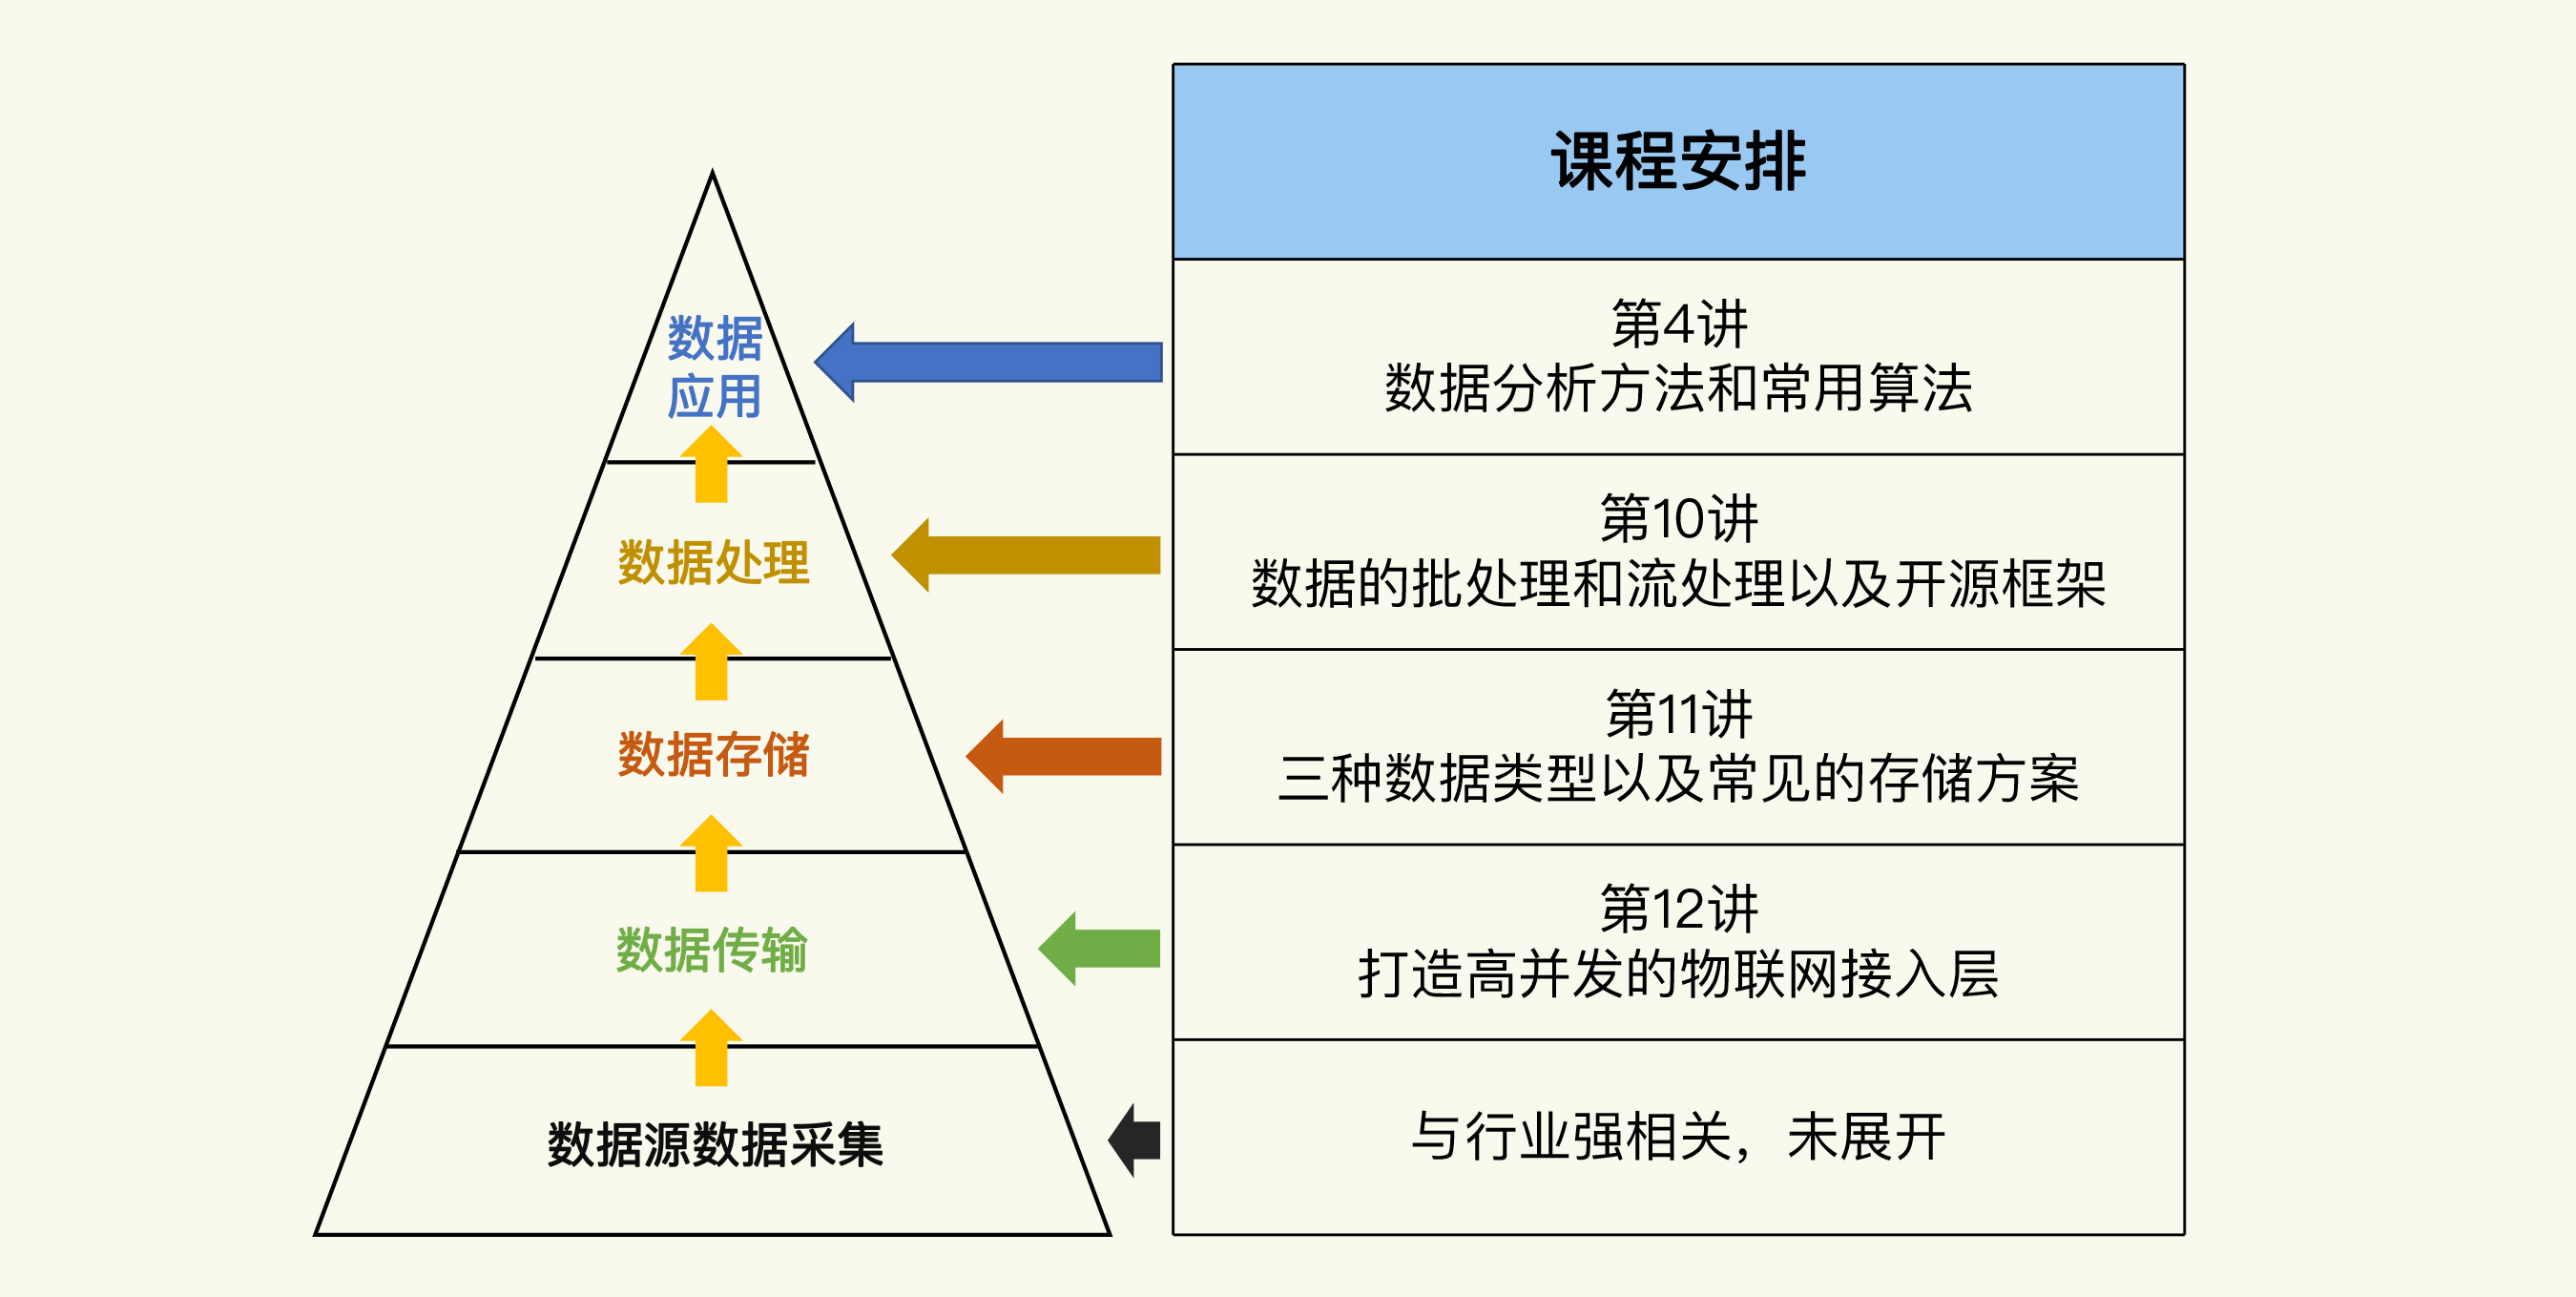 数据
应用
数据处理
数据存储
数据传输
数据源数据采集
课程安排
第4讲
数据分析方法和常用算法
第10讲
数据的批处理和流处理以及开源框架
第11讲
三种数据类型以及常见的存储方案
第12讲
打造高并发的物联网接入层
与行业强相关，未展开